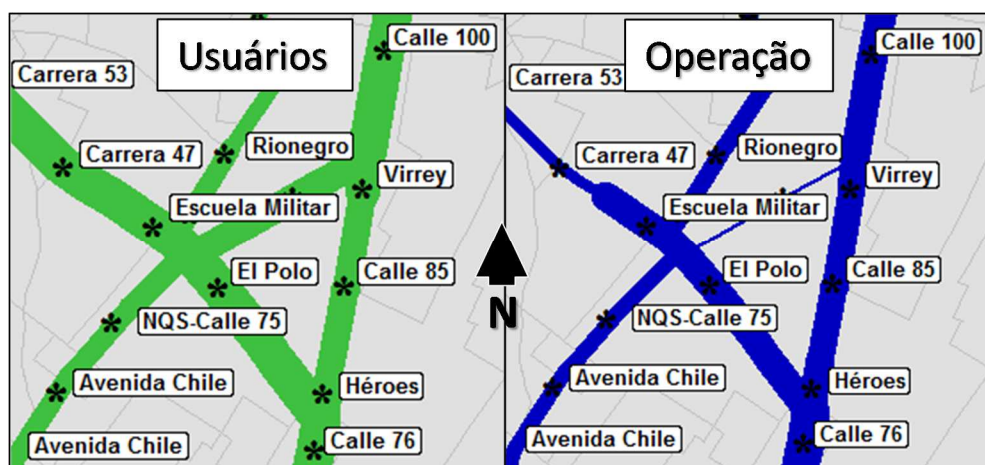 Usuários
Calle 100
Carrera 53
Carrera 47
Rionegro
Virrey
Escuela Militar
El Polo
Calle 85
NQS-Calle 75
Avenida Chile
Héroes
Avenida Chile
Calle 76
N
Operação
Calle 100
Carrera 53
Carrera 47
Rionegro
Virrey
Escuela Militar
El Polo
Calle 85
NQS-Calle 75
Avenida Chile
Héroes
Avenida Chile
Calle 76